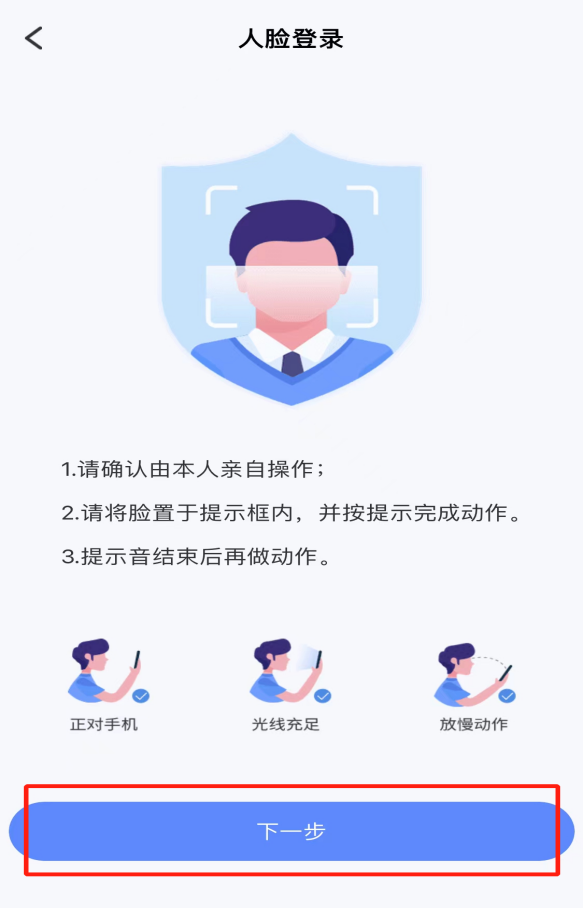 人脸登录
1.请确认由本人亲自操作；
2.请将脸置于提示框内，并按提示完成动作。
3.提示音结束后再做动作。
正对手机
光线充足
放慢动作
下一步